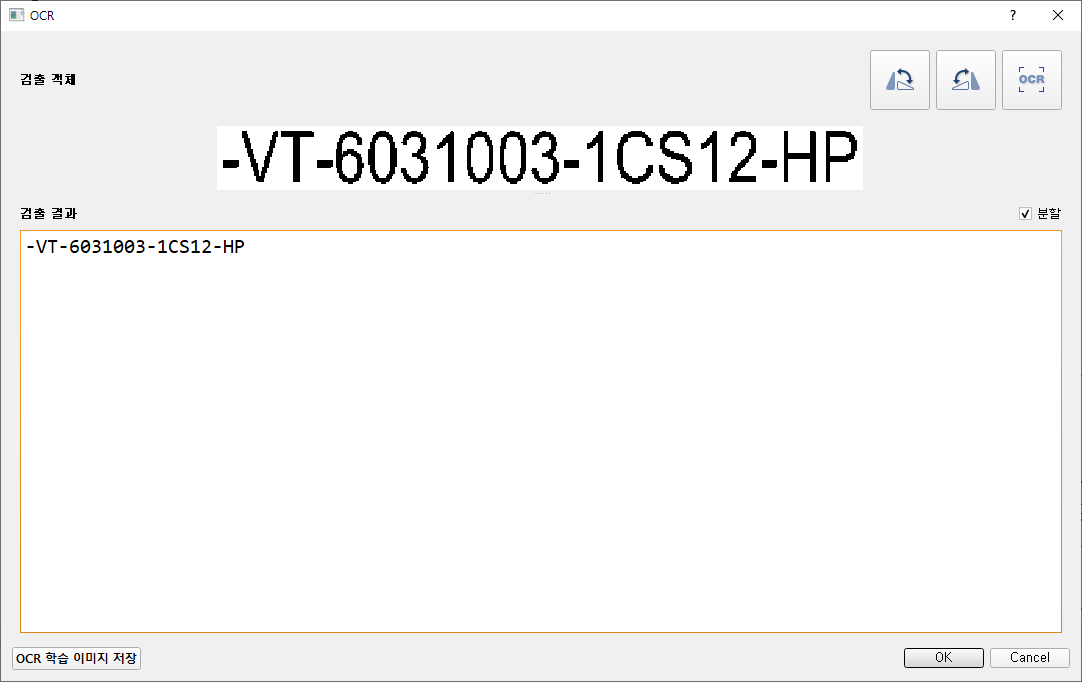 OCR
?
검출 객체
OCR
-VT-6031003-1CS12-HP
검출 결과
분할
-VT-6031003-1CS12-HP
OCR 학습 이미지 저장
OK
Cancel